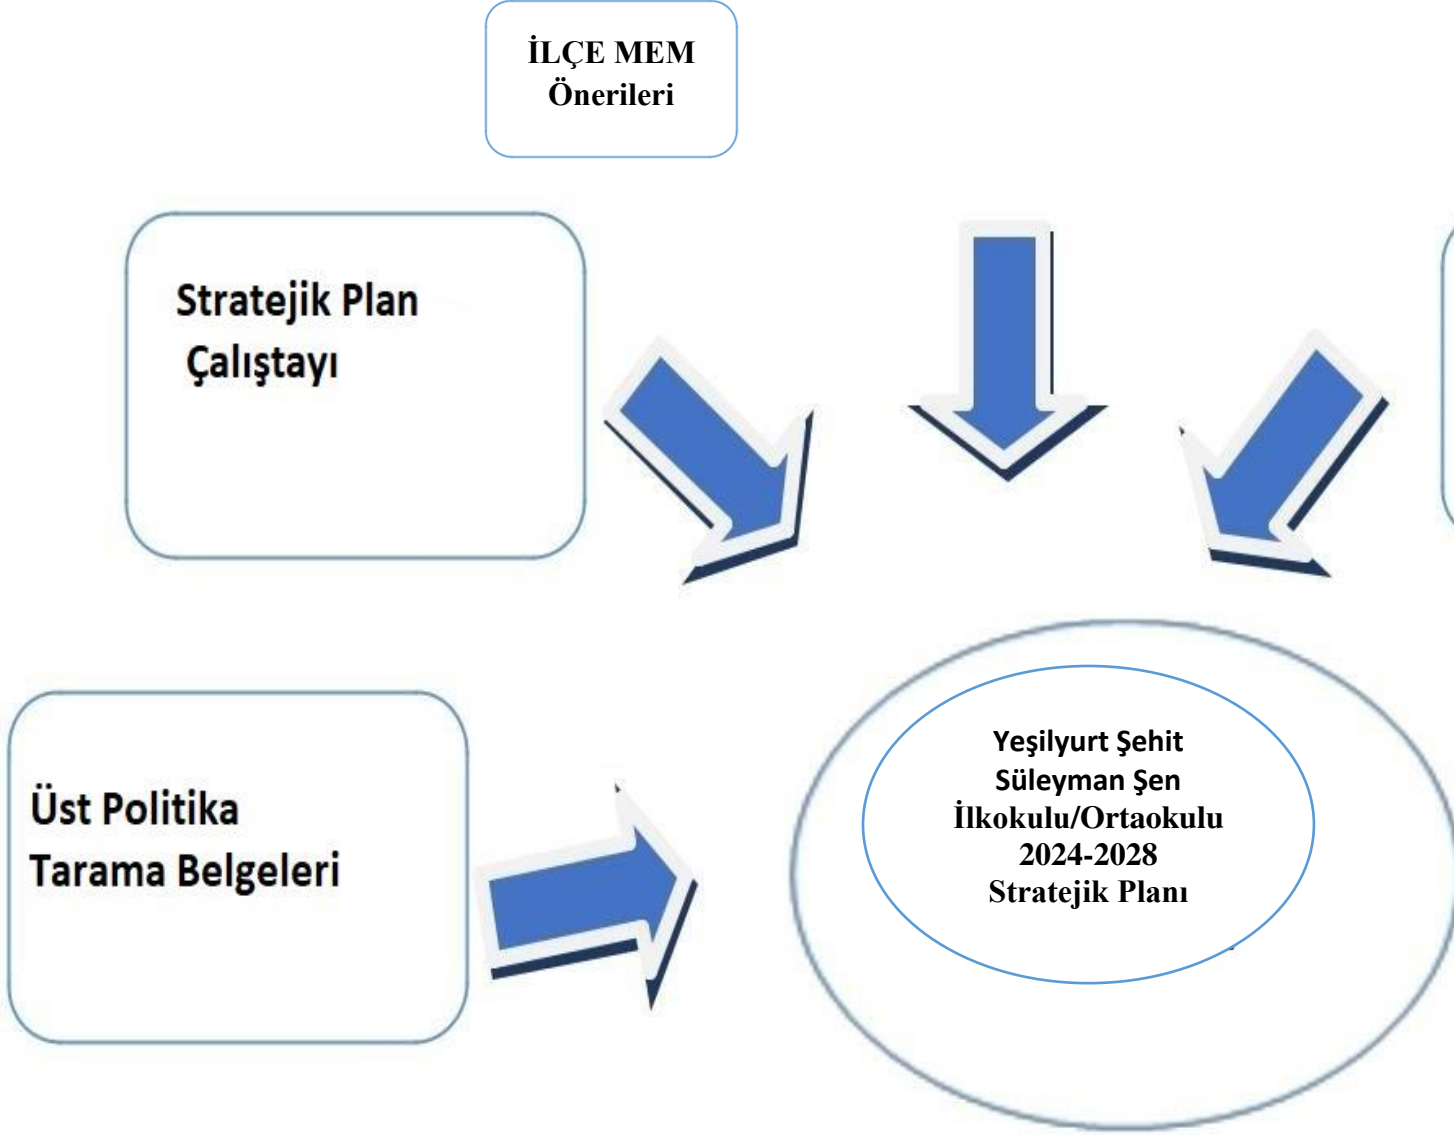 İLÇE MEM
Önerileri
Stratejik Plan
Çalıştayı
Üst Politika
Tarama Belgeleri
Yeşilyurt Şehit
Süleyman Şen
İlkokulu/Ortaokulu
2024-2028
Stratejik Planı